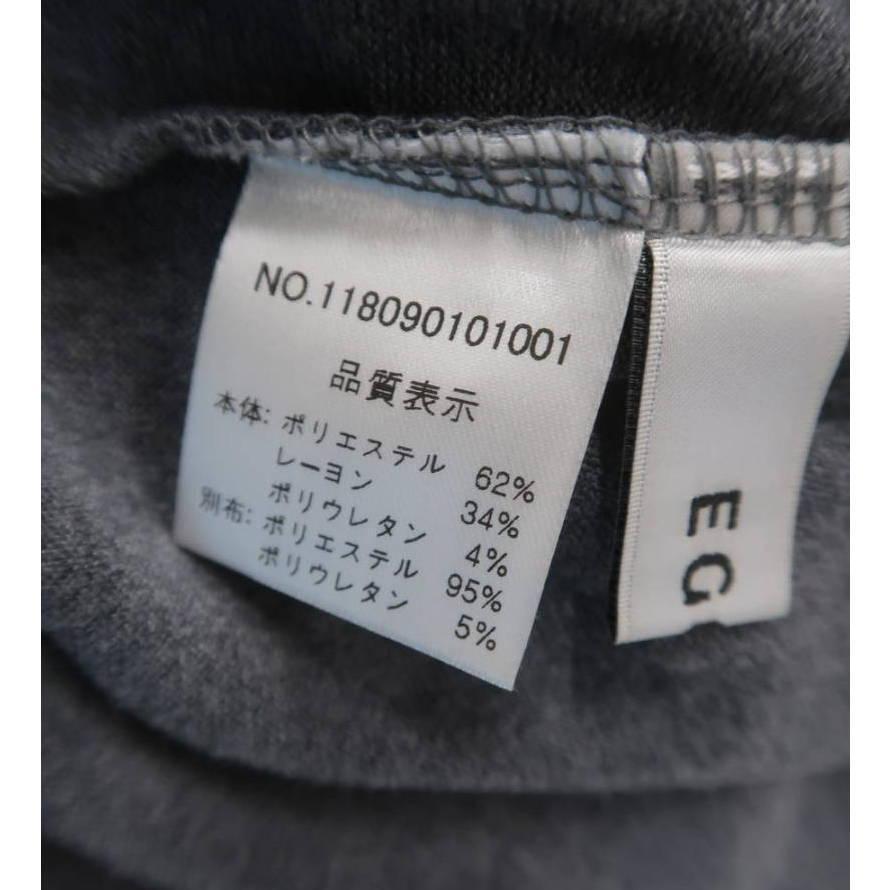 NO.118090101001
品質表示
本体: ポリエステル 62%
レーヨン 34%
ポリウレタン 4%
別布: ポリエステル 95%
ポリウレタン 5%
EG